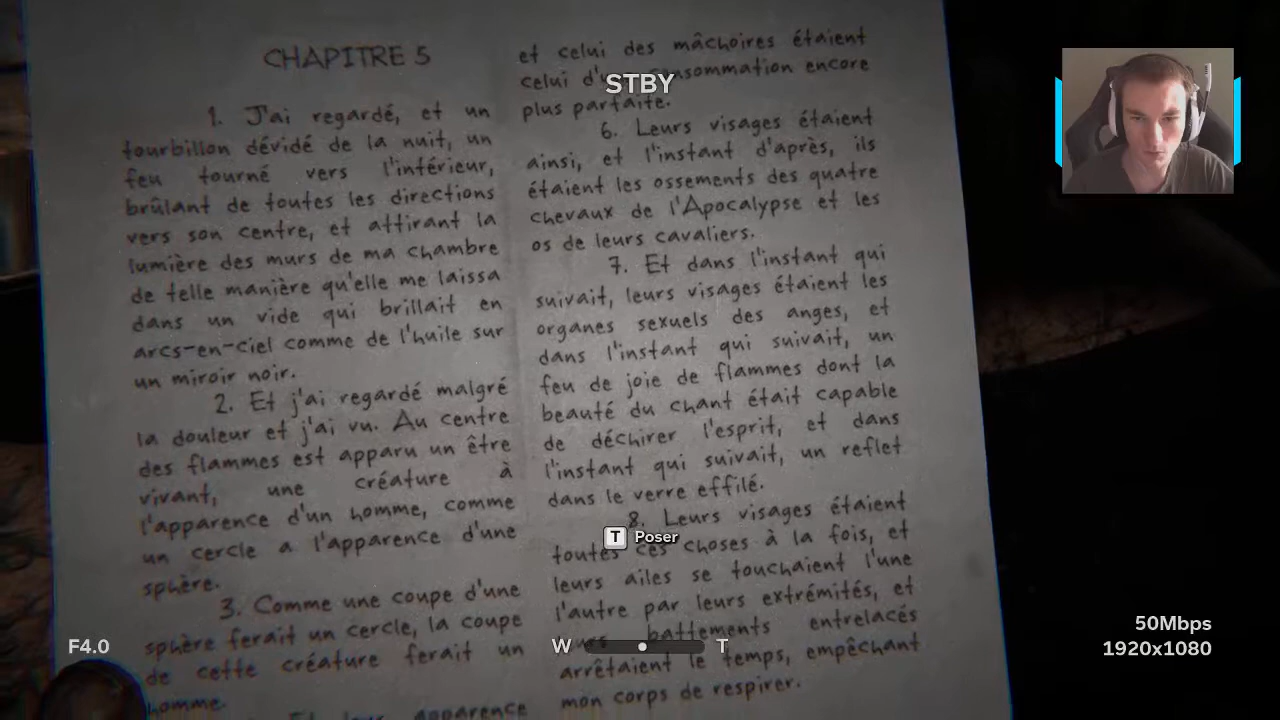 CHAPITRE 5
1. J'ai regardé, et un
tourbillon dévidé de la nuit, un
feu tourné vers l'intérieur,
brûlant de toutes les directions
vers son centre, et attirant la
lumière des murs de ma chambre
de telle manière qu'elle me laissa
dans un vide qui brillait en
arcs-en-ciel comme de l'huile sur
un miroir noir.
2. Et j'ai regardé malgré
la douleur et j'ai vu. Au centre
des flammes est apparu un être
vivant, une créature à
l'apparence d'un homme, comme
un cercle a l'apparence d'une
sphère.
3. Comme une coupe d'une
sphère ferait un cercle, la coupe
de cette créature ferait un
homme.
Et leur apparence
et celui des mâchoires étaient
celui consommation encore
plus parfaite.
6. Leurs visages étaient
ainsi, et l'instant d'après, ils
étaient les ossements des quatre
chevaux de l'Apocalypse et les
os de leurs cavaliers.
7. Et dans l'instant qui
suivait, leurs visages étaient les
organes sexuels des anges, et
dans l'instant qui suivait, un
feu de joie de flammes dont la
beauté du chant était capable
de déchirer l'esprit, et dans
l'instant qui suivait, un reflet
dans le verre effilé.
8. Leurs visages étaient
toutes ces choses à la fois, et
leurs ailes se touchaient l'une
l'autre par leurs extrémités, et
leurs battements entrelacés
arrêtaient le temps, empêchant
mon corps de respirer.
STBY
T Poser
F4.0
W T
50Mbps
1920x1080